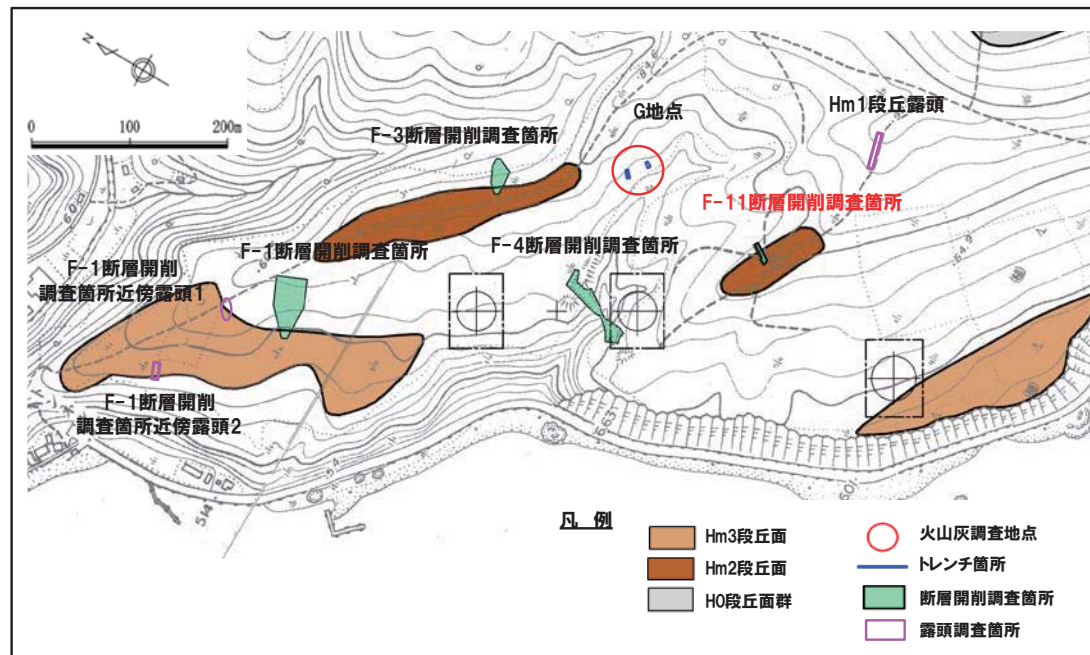 N
0 100 200m
84.6
G地点
Hm1段丘露頭
F-3断層開削調査箇所
F-11断層開削調査箇所
F-1断層開削調査箇所
F-4断層開削調査箇所
F-1断層開削
調査箇所近傍露頭1
F-1断層開削
調査箇所近傍露頭2
54
514
663
601
凡 例
Hm3段丘面
Hm2段丘面
H0段丘面群
火山灰調査地点
トレンチ箇所
断層開削調査箇所
露頭調査箇所